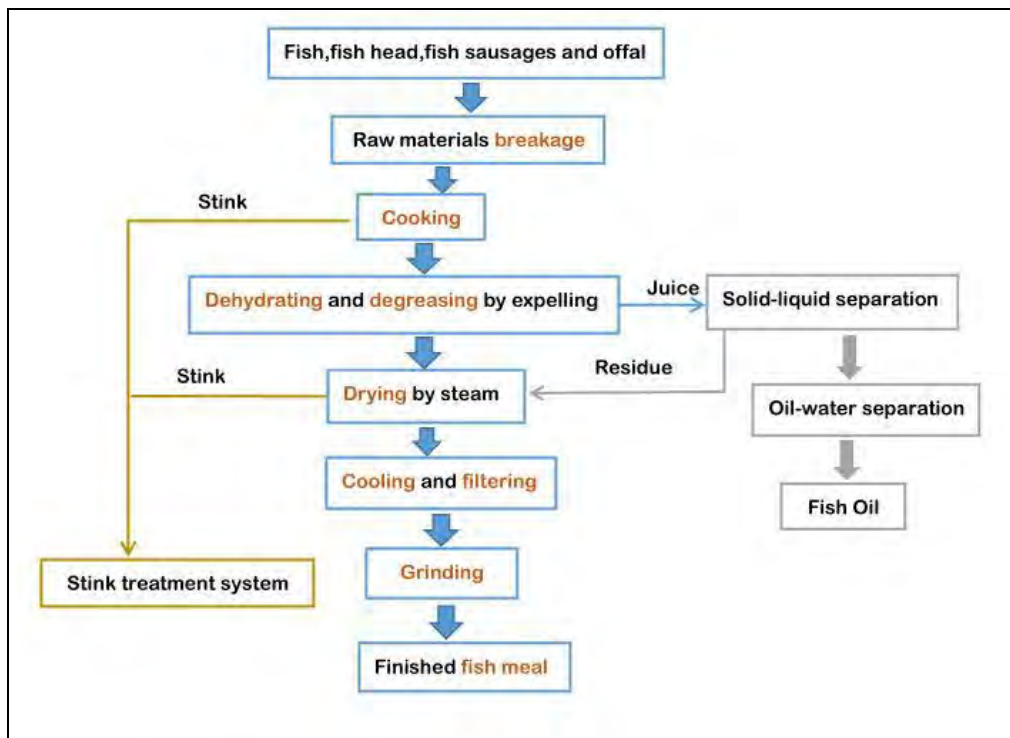 Fish,fish head,fish sausages and offal
Raw materials breakage
Stink
Cooking
Dehydrating and degreasing by expelling
Juice
Solid-liquid separation
Stink
Residue
Drying by steam
Oil-water separation
Cooling and filtering
Fish Oil
Grinding
Stink treatment system
Finished fish meal